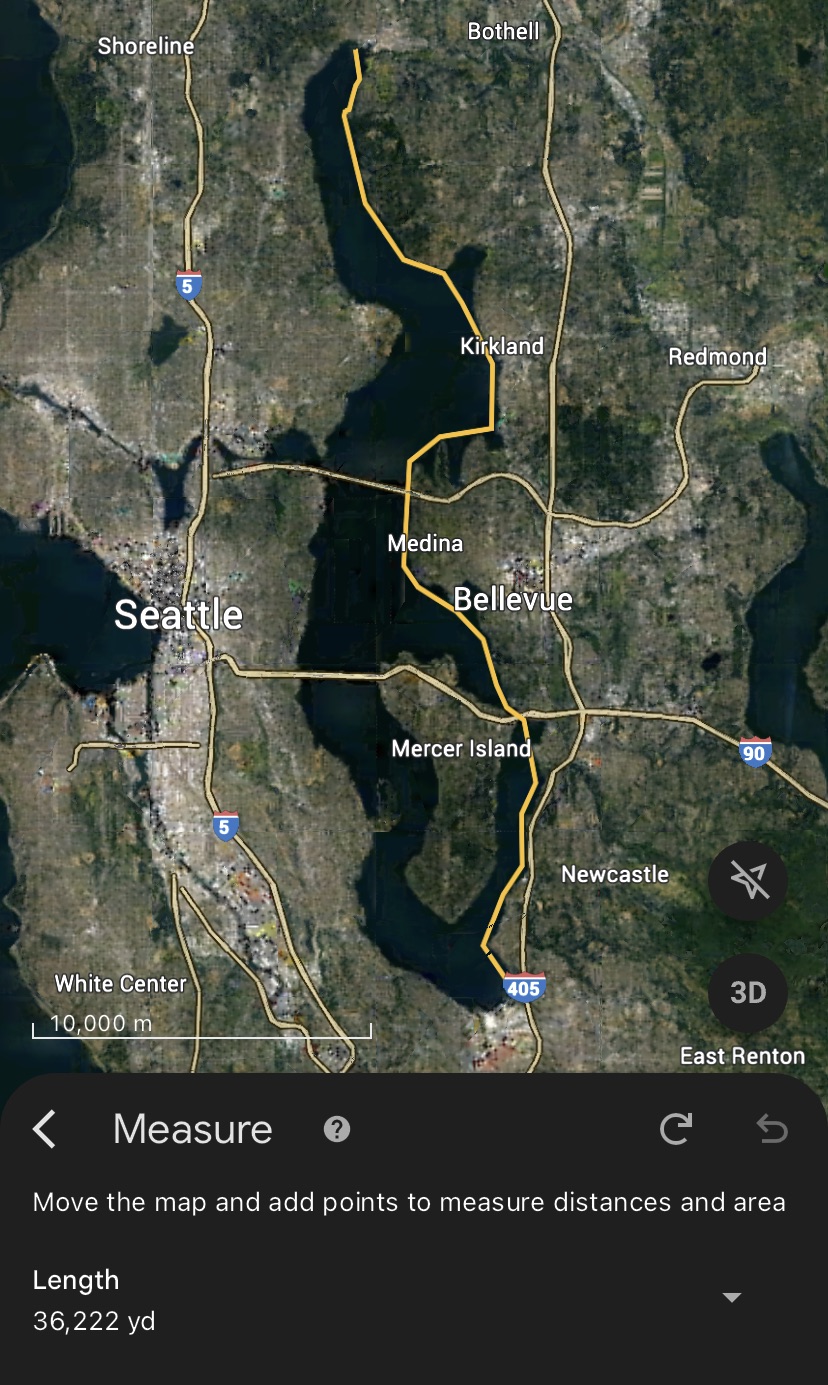 Shoreline
Bothell
5
Kirkland
Redmond
Medina
Bellevue
Seattle
Mercer Island
90
5
Newcastle
White Center
405
3D
10,000 m
East Renton
Measure
?
Move the map and add points to measure distances and area
Length
36,222 yd